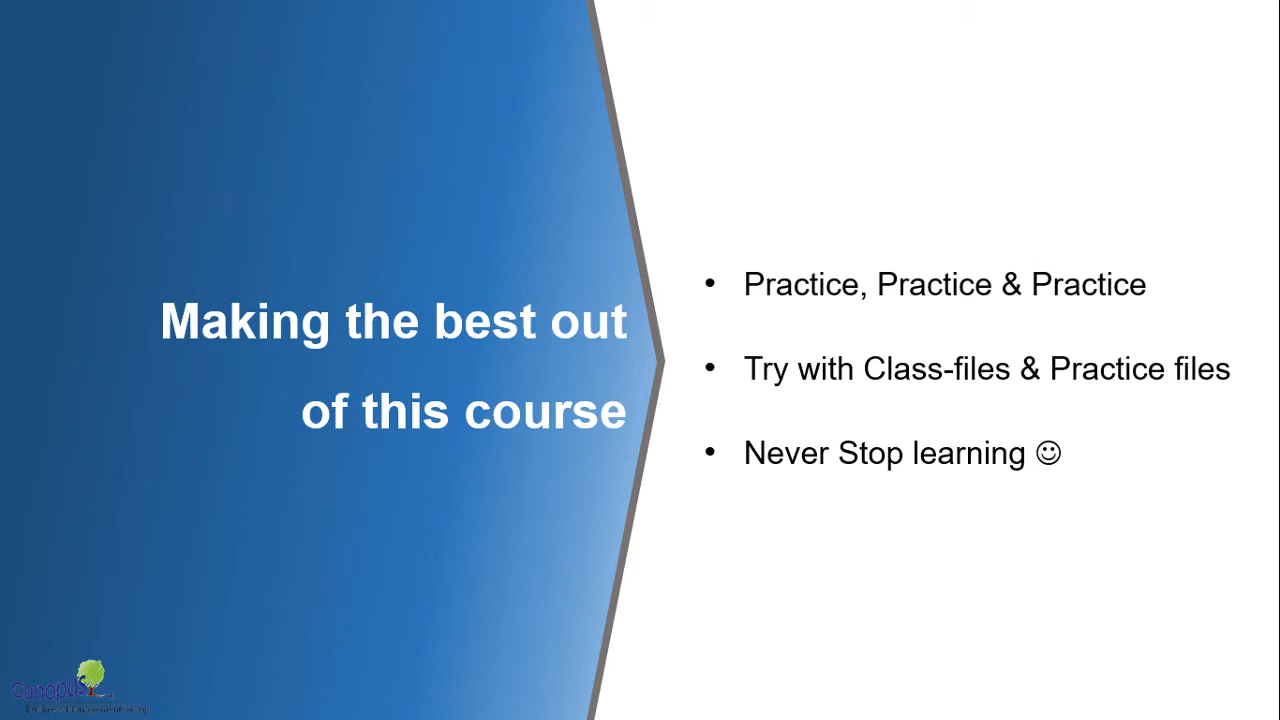 Making the best out
of this course
• Practice, Practice & Practice
• Try with Class-files & Practice files
• Never Stop learning ☺
Canopus